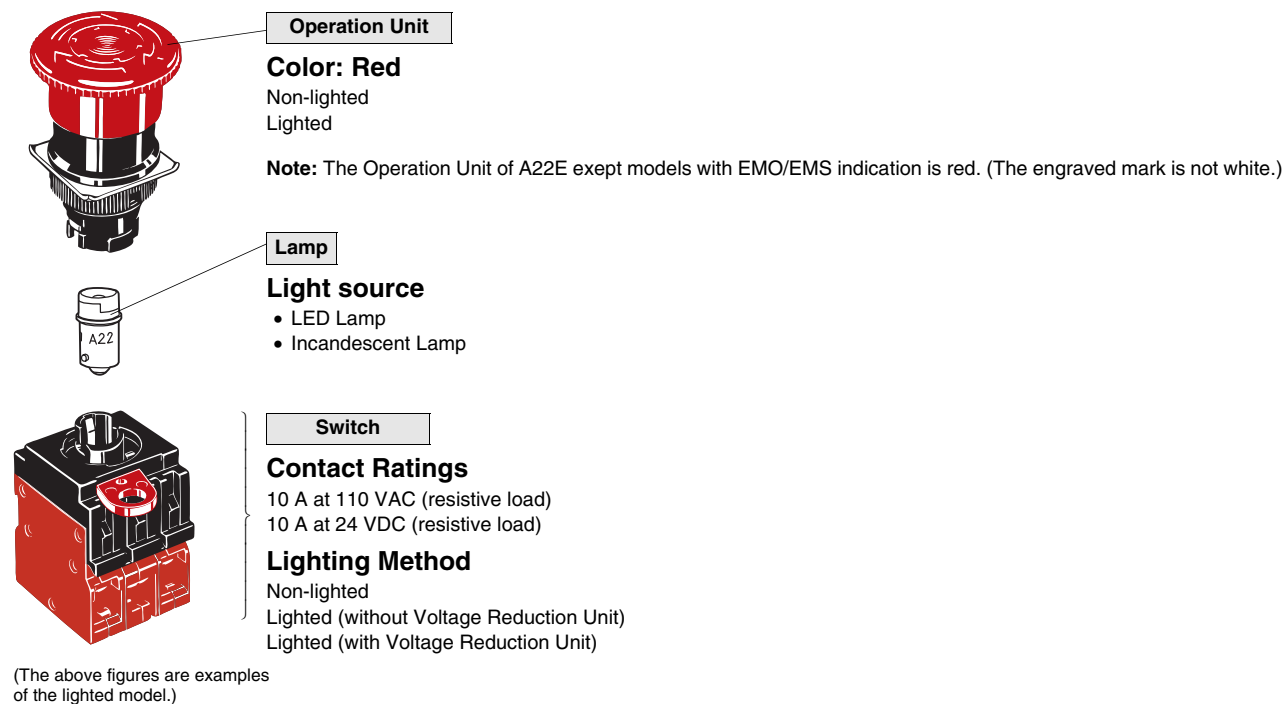 Operation Unit
Color: Red
Non-lighted
Lighted
Note: The Operation Unit of A22E exept models with EMO/EMS indication is red. (The engraved mark is not white.)
Lamp
Light source
• LED Lamp
• Incandescent Lamp
A22
Switch
Contact Ratings
10 A at 110 VAC (resistive load)
10 A at 24 VDC (resistive load)
Lighting Method
Non-lighted
Lighted (without Voltage Reduction Unit)
Lighted (with Voltage Reduction Unit)
(The above figures are examples
of the lighted model.)